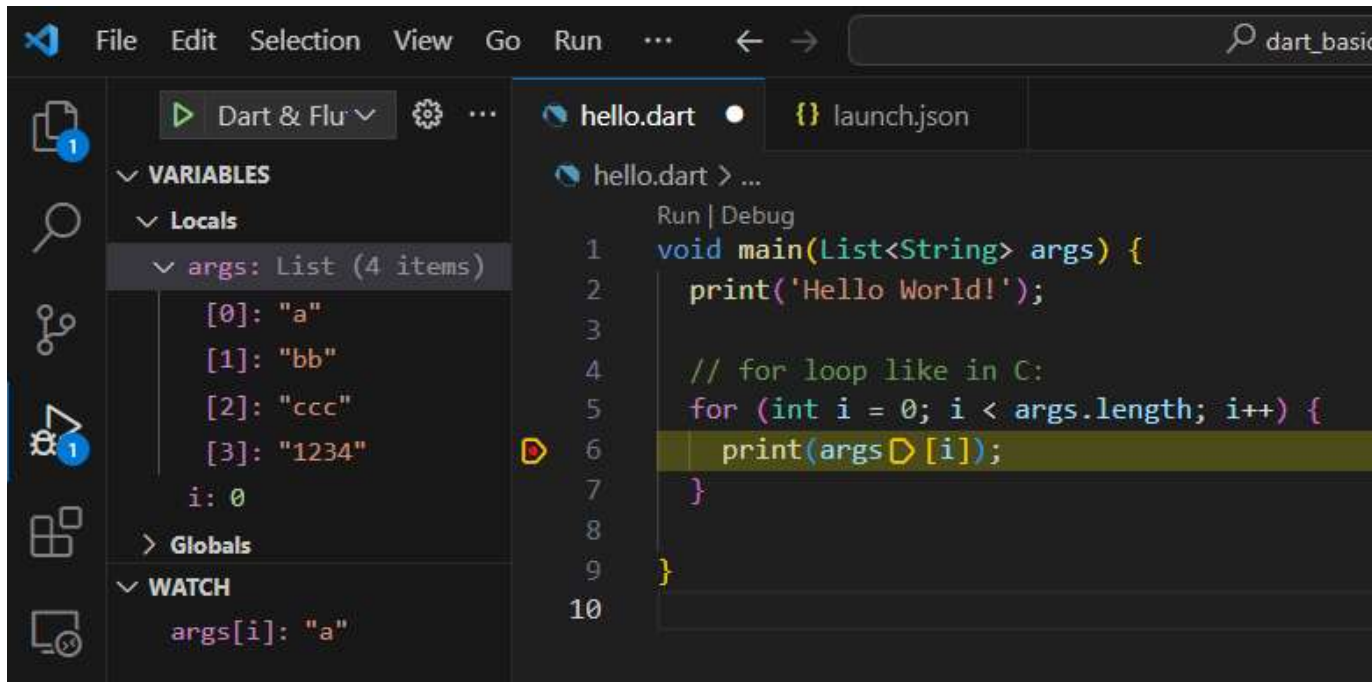 File Edit Selection View Go Run ...
dart_basic
Dart & Flu
hello.dart
{} launch.json
1
VARIABLES
Locals
args: List (4 items)
[0]: "a"
[1]: "bb"
[2]: "ccc"
[3]: "1234"
i: 0
Globals
WATCH
args[i]: "a"
1
hello.dart > ...
Run | Debug
1 void main(List<String> args) {
2 print('Hello World!');
3
4 // for loop like in C:
5 for (int i = 0; i < args.length; i++) {
6 print(args[i]);
7 }
8
9 }
10